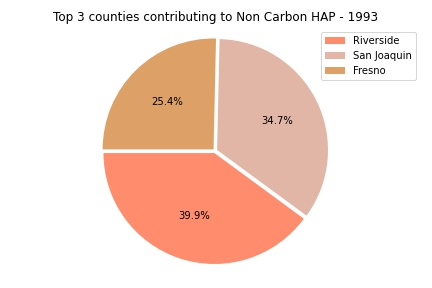 Top 3 counties contributing to Non Carbon HAP - 1993
Riverside
San Joaquin
Fresno
25.4%
34.7%
39.9%